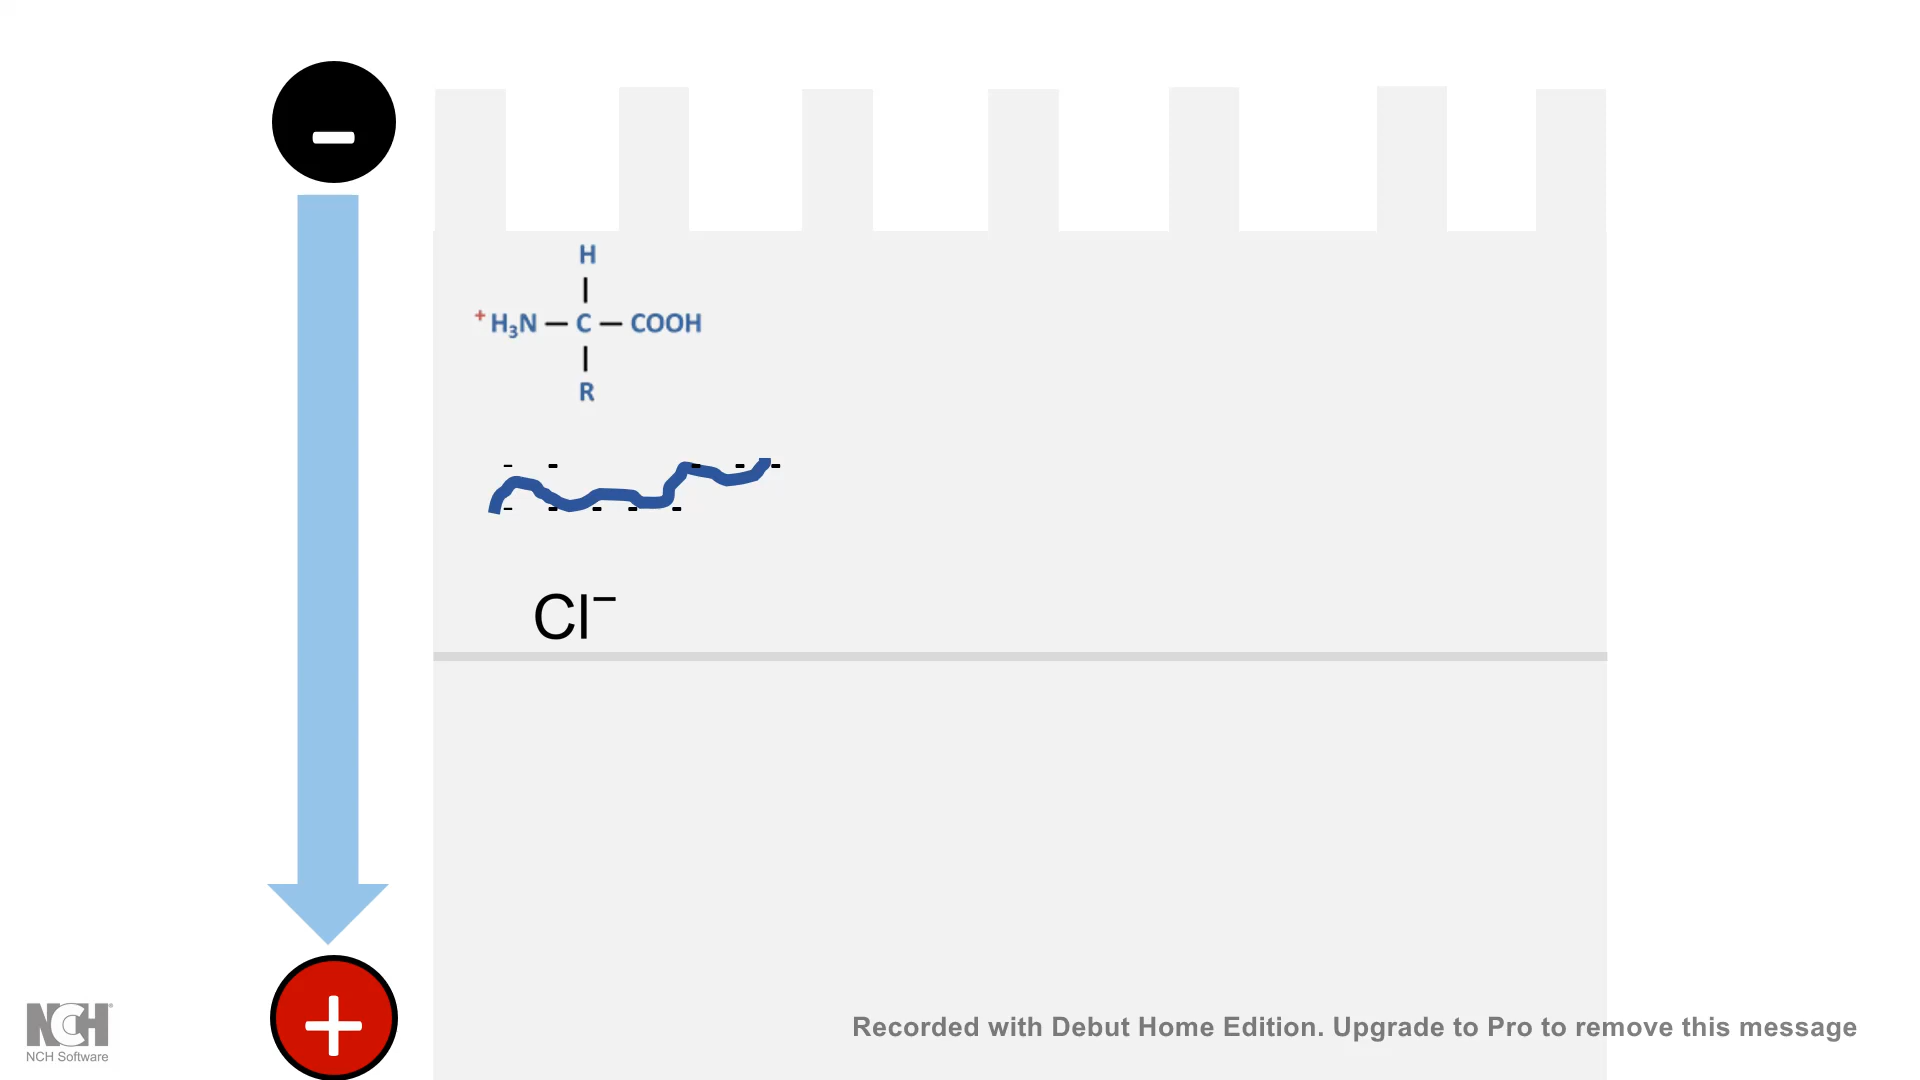 -
H
+H₃N — C — COOH
R
- - - - -
- - - - -
Cl⁻
+
NCH®
NCH Software
Recorded with Debut Home Edition. Upgrade to Pro to remove this message